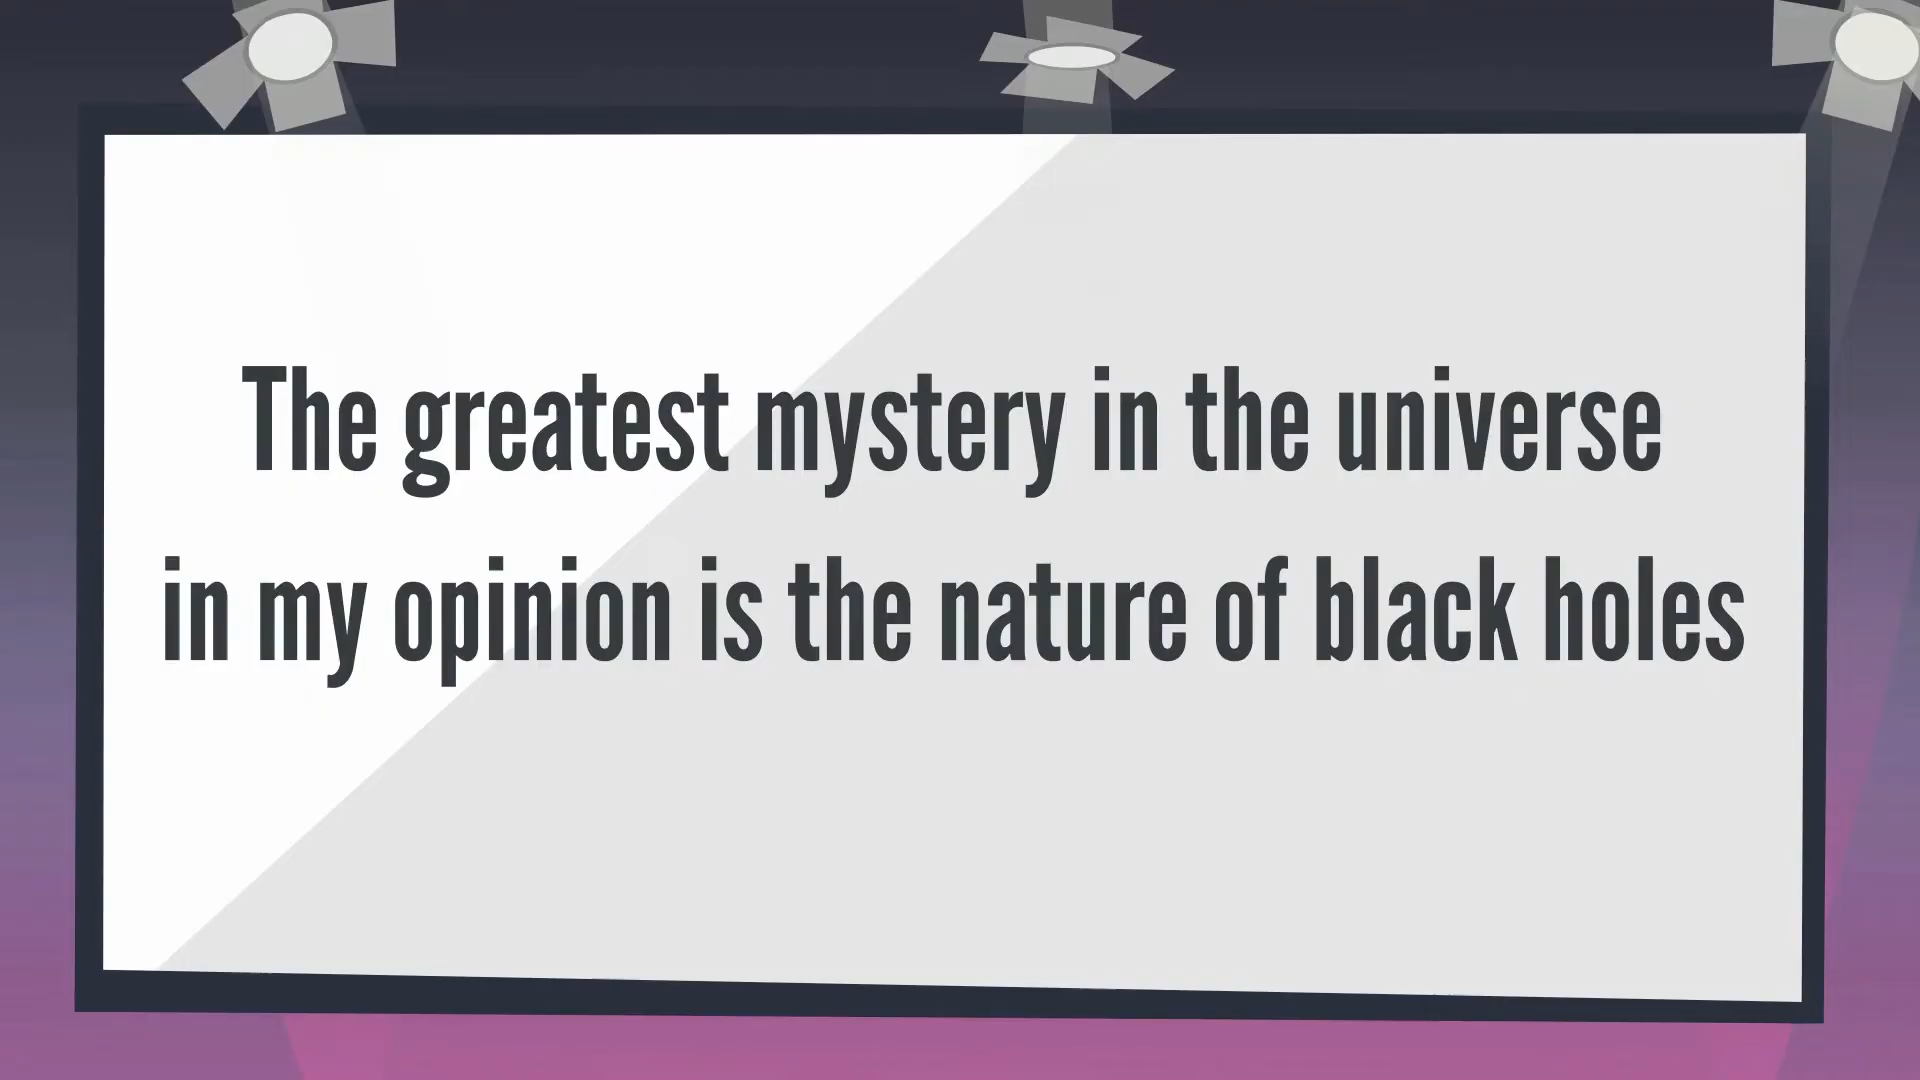 The greatest mystery in the universe
in my opinion is the nature of black holes